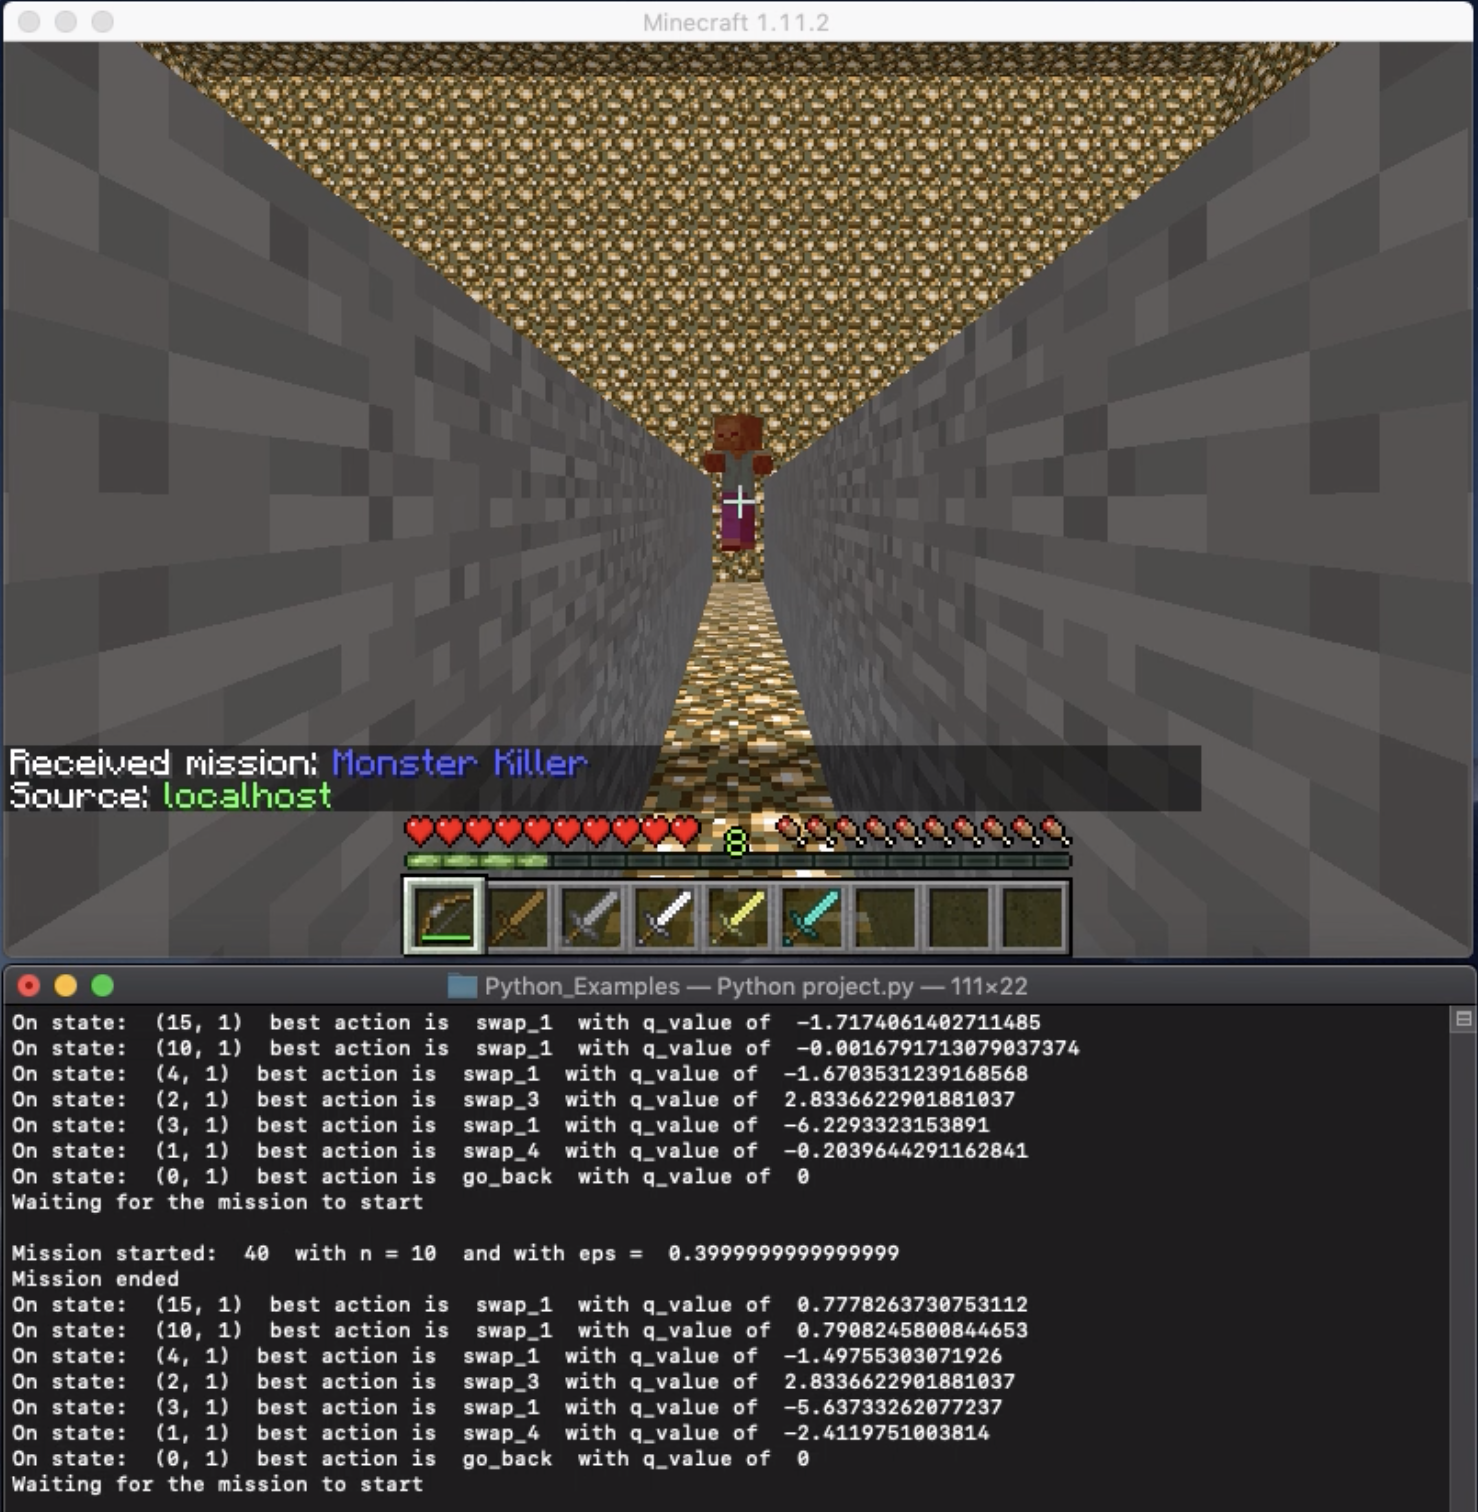 Minecraft 1.11.2
Received mission: Monster Killer
Source: localhost
8
Python_Examples — Python project.py — 111×22
On state:  (15, 1)  best action is  swap_1  with q_value of  -1.7174061402711485
On state:  (10, 1)  best action is  swap_1  with q_value of  -0.0016791713079037374
On state:  (4, 1)  best action is  swap_1  with q_value of  -1.6703531239168568
On state:  (2, 1)  best action is  swap_3  with q_value of  2.8336622901881037
On state:  (3, 1)  best action is  swap_1  with q_value of  -6.2293323153891
On state:  (1, 1)  best action is  swap_4  with q_value of  -0.2039644291162841
On state:  (0, 1)  best action is  go_back  with q_value of  0
Waiting for the mission to start
Mission started:  40  with n = 10  and with eps =  0.3999999999999999
Mission ended
On state:  (15, 1)  best action is  swap_1  with q_value of  0.7778263730753112
On state:  (10, 1)  best action is  swap_1  with q_value of  0.7908245800844653
On state:  (4, 1)  best action is  swap_1  with q_value of  -1.49755303071926
On state:  (2, 1)  best action is  swap_3  with q_value of  2.8336622901881037
On state:  (3, 1)  best action is  swap_1  with q_value of  -5.63733262077237
On state:  (1, 1)  best action is  swap_4  with q_value of  -2.4119751003814
On state:  (0, 1)  best action is  go_back  with q_value of  0
Waiting for the mission to start